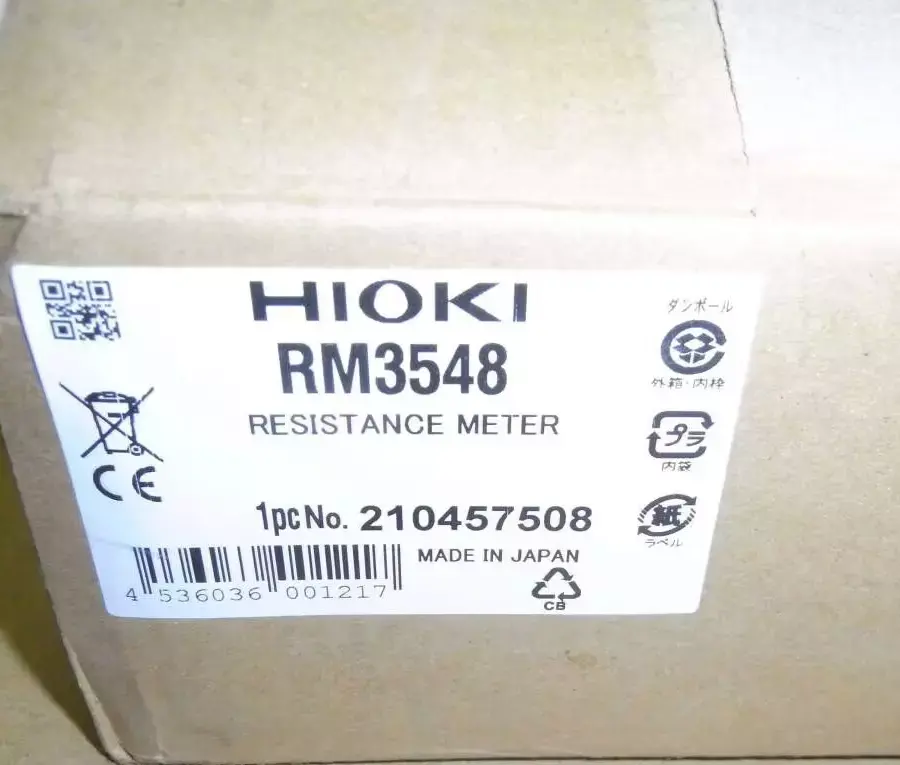 HIOKI
RM3548
RESISTANCE METER
1pc No. 210457508
MADE IN JAPAN
4 536036 001217
CB
CE
ダンボール
外箱・内枠
プラ
内袋
紙
ラベル